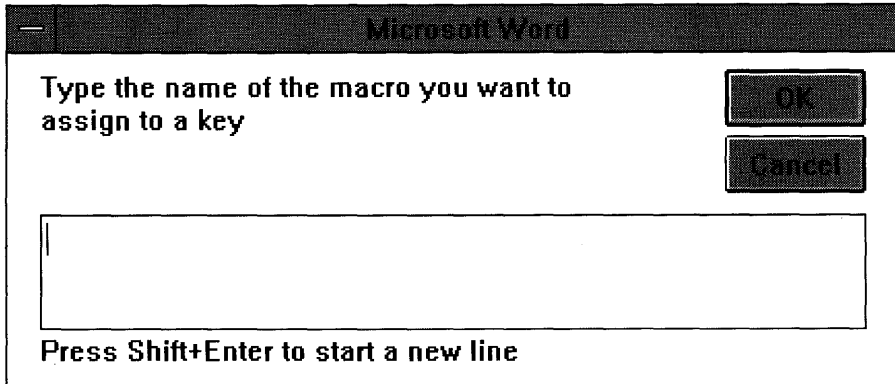 Microsoft Word
Type the name of the macro you want to
assign to a key
OK
Cancel
Press Shift+Enter to start a new line